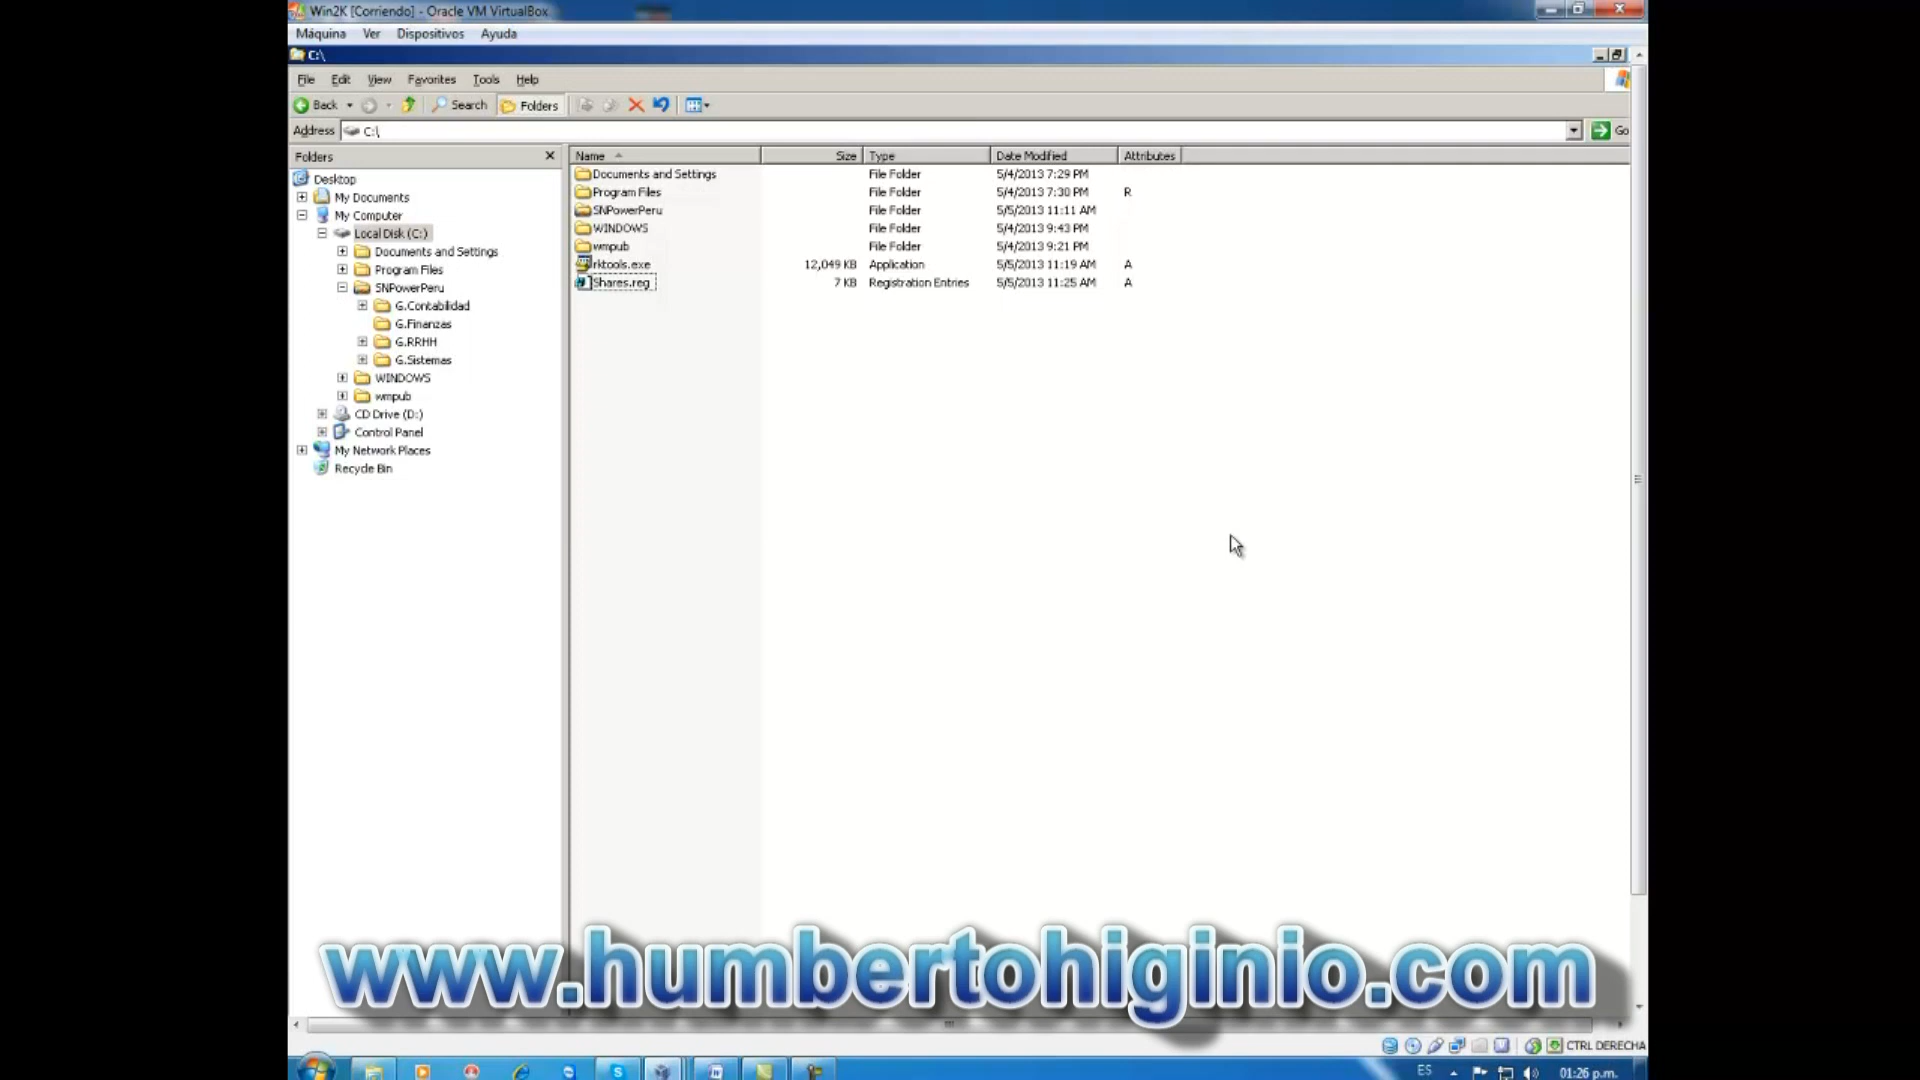 Win2K [Corriendo] - Oracle VM VirtualBox
Máquina Ver Dispositivos Ayuda
C:\
File Edit View Favorites Tools Help
Back Search Folders
Address C:\ Go
Folders
Name Size Type Date Modified Attributes
Desktop
My Documents
My Computer
Local Disk (C:)
Documents and Settings
Program Files
SNPowerPeru
G.Contabilidad
G.Finanzas
G.RRHH
G.Sistemas
WINDOWS
wmpub
CD Drive (D:)
Control Panel
My Network Places
Recycle Bin
Documents and Settings File Folder 5/4/2013 7:29 PM
Program Files File Folder 5/4/2013 7:30 PM R
SNPowerPeru File Folder 5/5/2013 11:11 AM
WINDOWS File Folder 5/4/2013 9:43 PM
wmpub File Folder 5/4/2013 9:21 PM
rktools.exe 12,049 KB Application 5/5/2013 11:19 AM A
Shares.reg 7 KB Registration Entries 5/5/2013 11:25 AM A
www.humbertohiginio.com
CTRL DERECHA
ES 01:26 p.m.